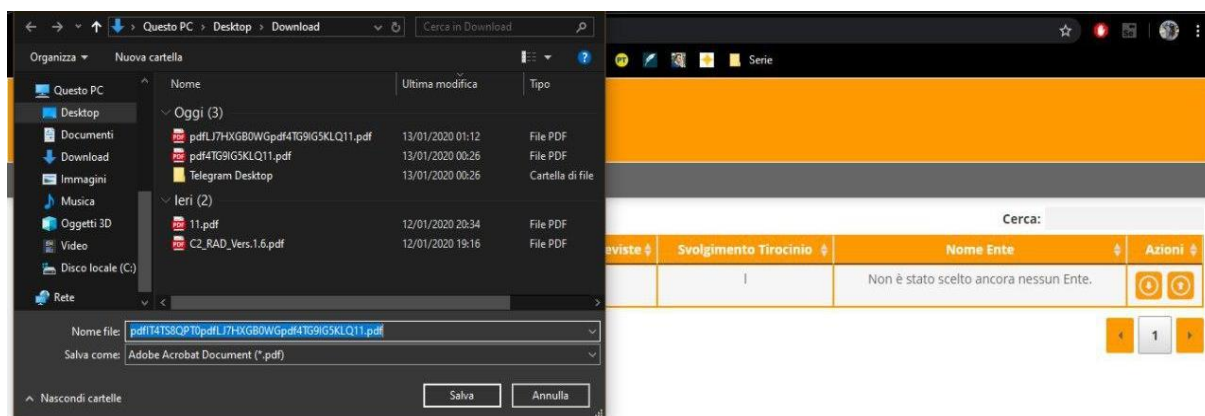 Questo PC > Desktop > Download
Cerca in Download
Organizza
Nuova cartella
PT
Serie
Questo PC
Desktop
Documenti
Download
Immagini
Musica
Oggetti 3D
Video
Disco locale (C:)
Rete
Nome Ultima modifica Tipo
Oggi (3)
pdfLJ7HXGB0WGpdf4TG9IG5KLQ11.pdf 13/01/2020 01:12 File PDF
pdf4TG9IG5KLQ11.pdf 13/01/2020 00:26 File PDF
Telegram Desktop 13/01/2020 00:26 Cartella di file
Ieri (2)
11.pdf 12/01/2020 20:34 File PDF
C2_RAD_Vers.1.6.pdf 12/01/2020 19:16 File PDF
Nome file: pdfIT4TS8QPT0pdfLJ7HXGB0WGpdf4TG9IG5KLQ11.pdf
Salva come: Adobe Acrobat Document (*.pdf)
Nascondi cartelle
Salva
Annulla
Cerca:
eviste Svolgimento Tirocinio Nome Ente Azioni
l Non è stato scelto ancora nessun Ente.
1